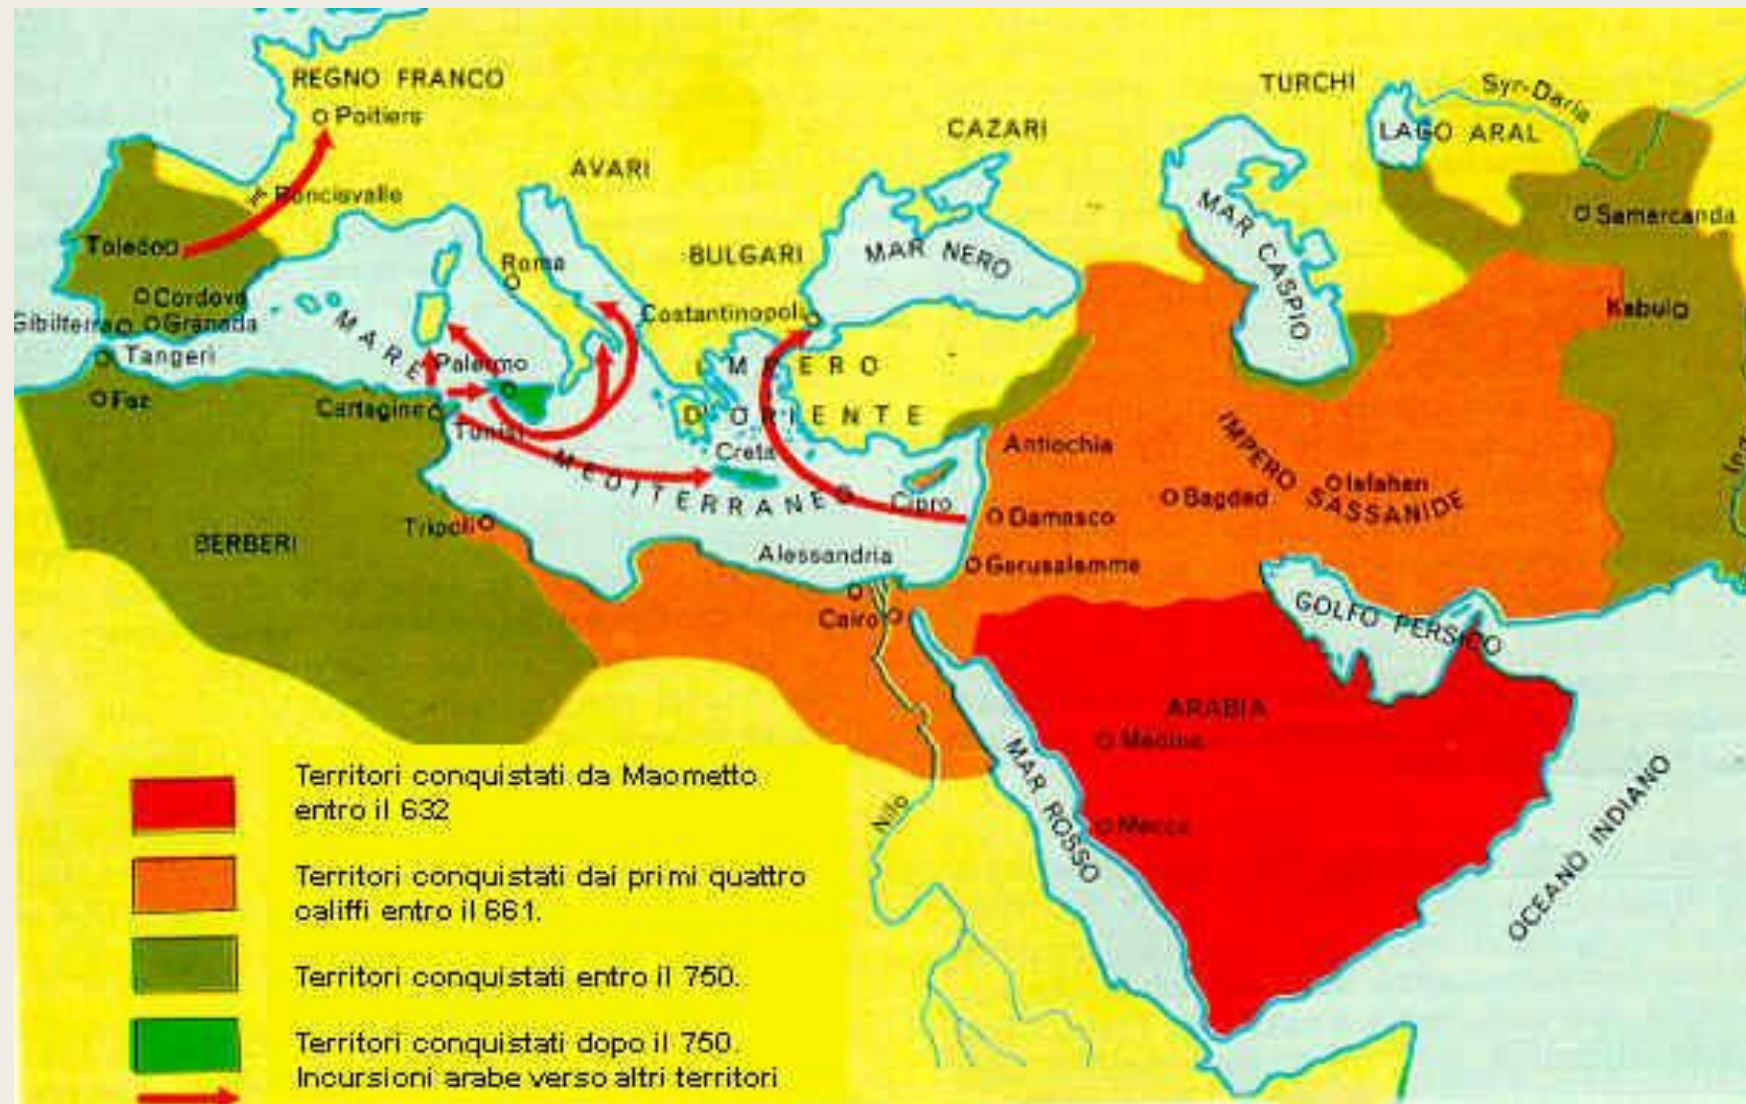 REGNO FRANCO
Poitiers
Roncisvalle
Toledo
Cordova
Gibilterra
Granada
Tangeri
Fez
AVARI
Roma
BULGARI
CAZARI
TURCHI
Syr-Daria
LAGO ARAL
Samercanda
MAR NERO
MAR CASPIO
Costantinopoli
Kabul
MARE
MEDITERRANEO
Palermo
Cartagine
Tunisi
IMPERO
D'ORIENTE
Creta
Cipro
Antiochia
IMPERO SASSANIDE
Isfahan
Bagdad
Damasco
Gerusalemme
Tripoli
BERBERI
Alessandria
Cairo
GOLFO PERSICO
ARABIA
Medina
Mecca
MAR ROSSO
Nilo
OCEANO INDIANO
Territori conquistati da Maometto
entro il 632
Territori conquistati dai primi quattro
califfi entro il 661.
Territori conquistati entro il 750.
Territori conquistati dopo il 750.
Incursioni arabe verso altri territori